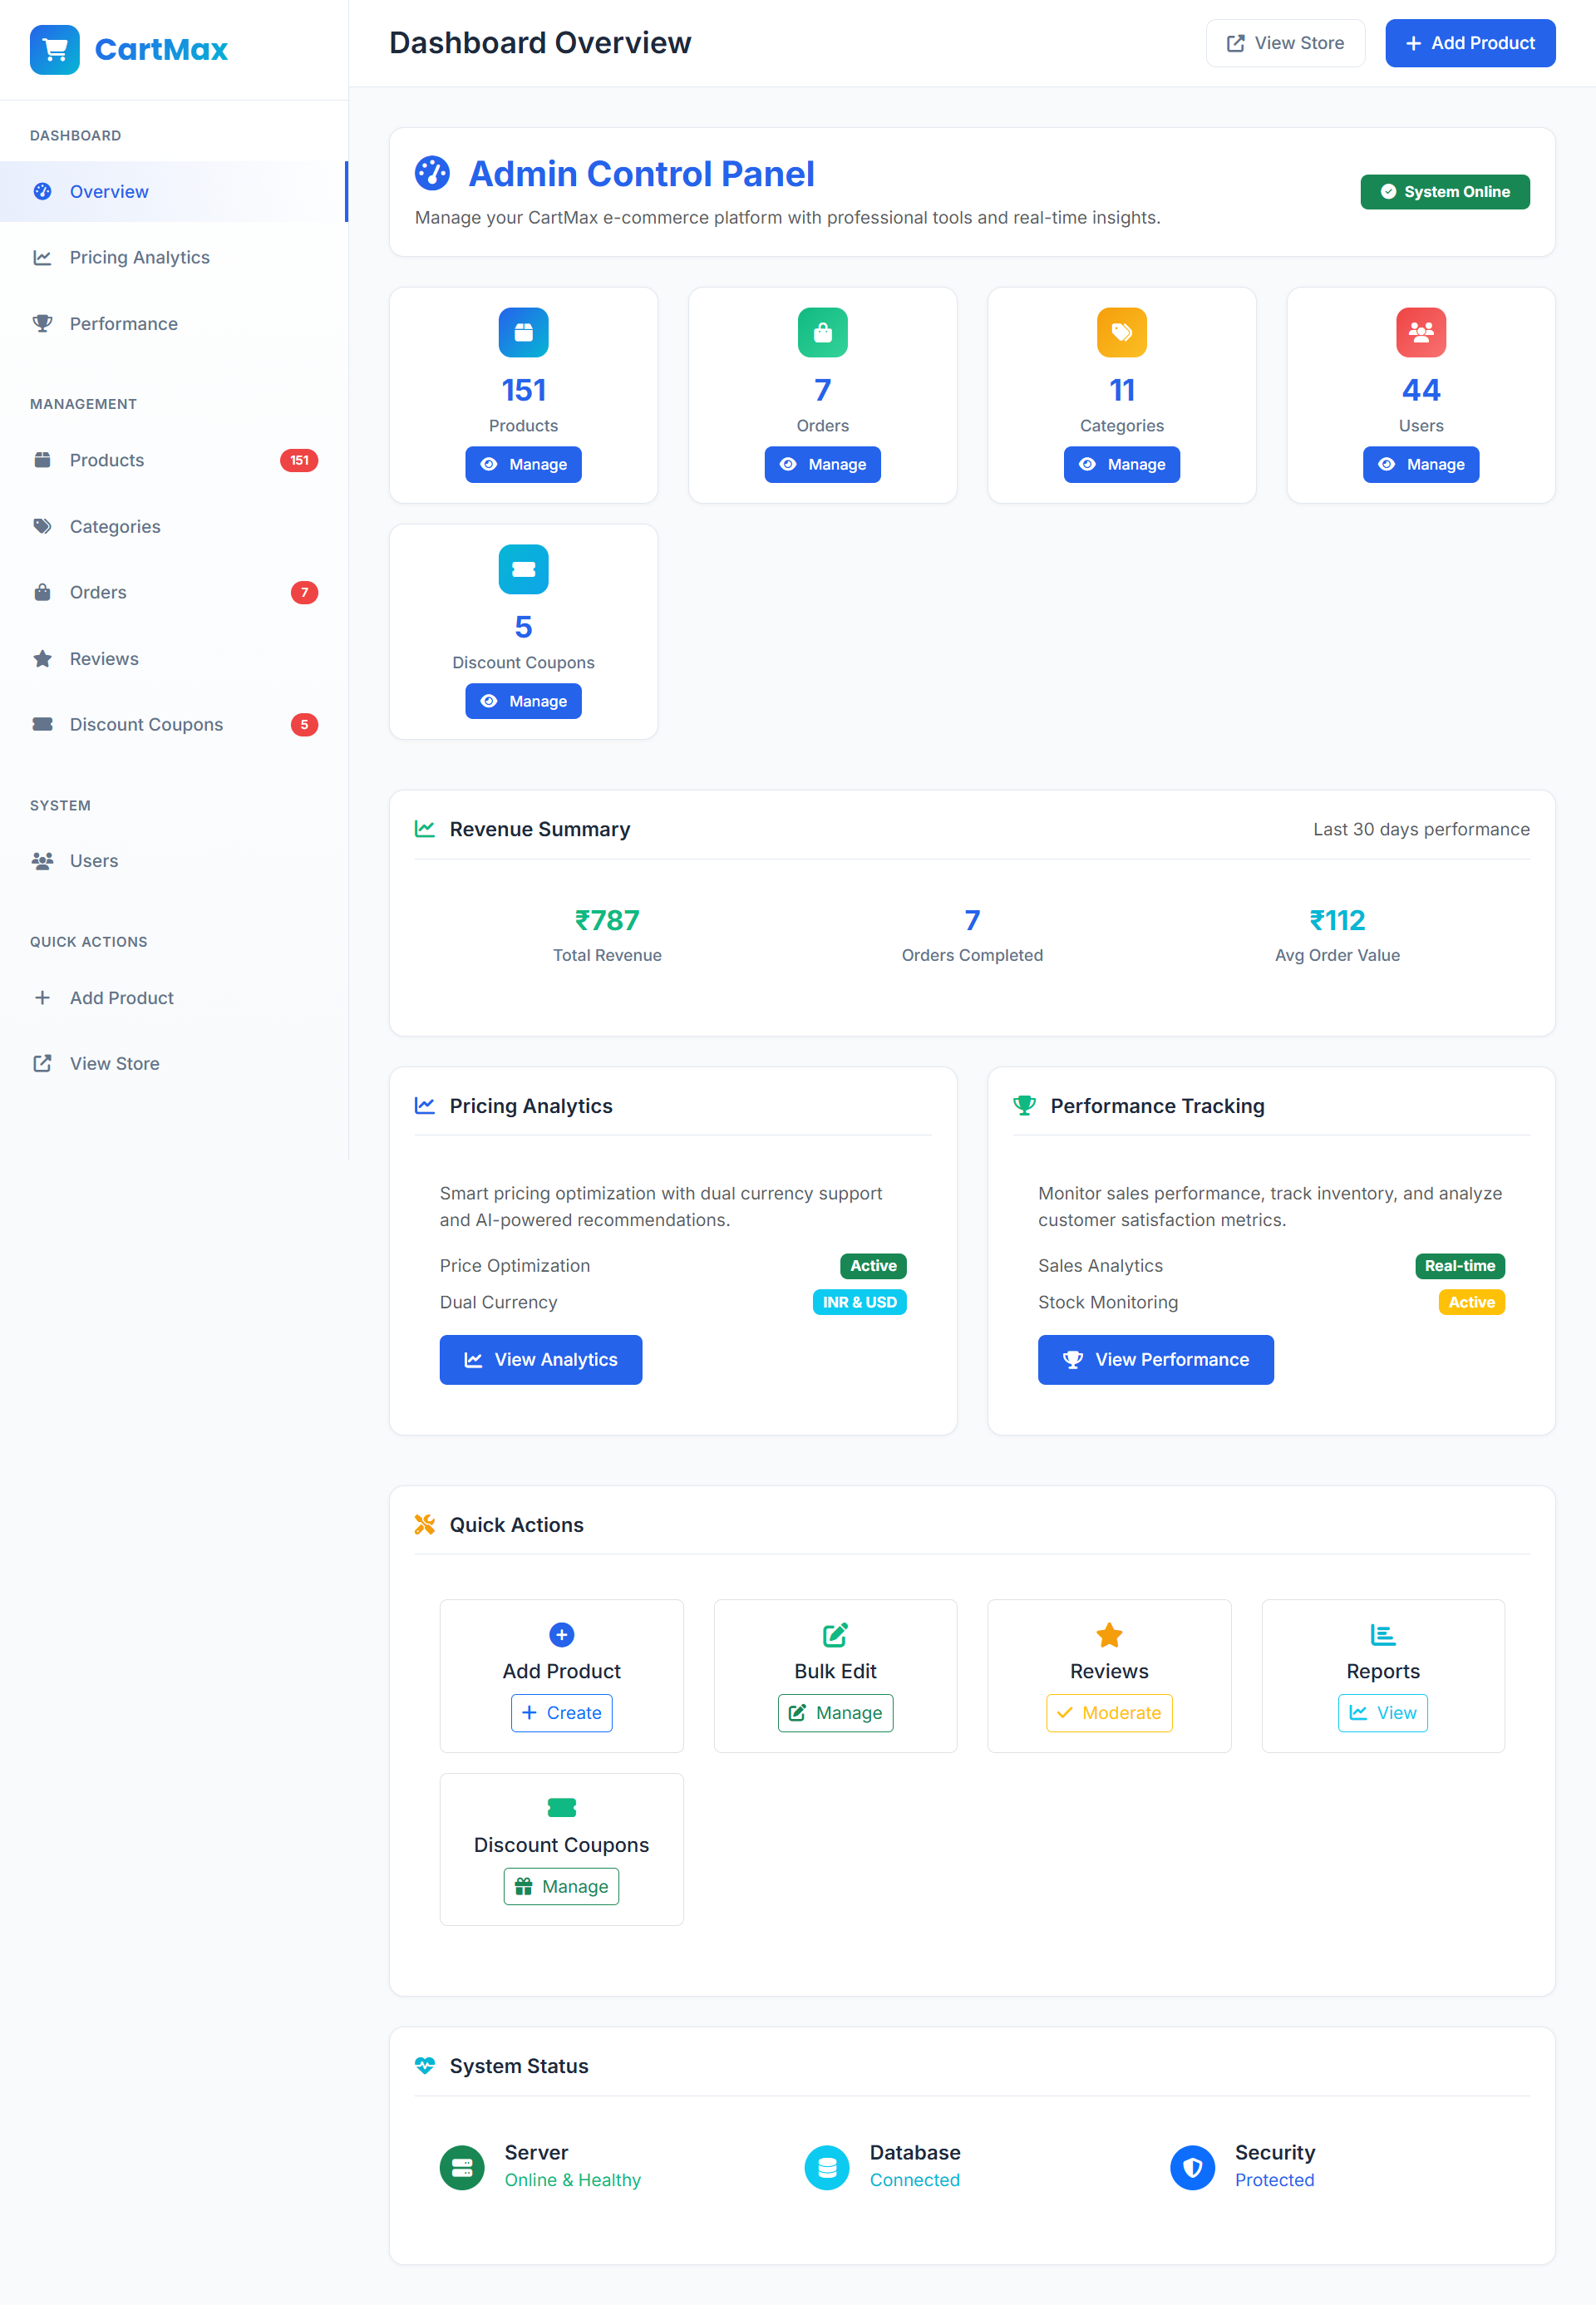 CartMax
DASHBOARD
Overview
Pricing Analytics
Performance
MANAGEMENT
Products 151
Categories
Orders 7
Reviews
Discount Coupons 5
SYSTEM
Users
QUICK ACTIONS
Add Product
View Store
Dashboard Overview
View Store
Add Product
Admin Control Panel
Manage your CartMax e-commerce platform with professional tools and real-time insights.
System Online
151
Products
Manage
7
Orders
Manage
11
Categories
Manage
44
Users
Manage
5
Discount Coupons
Manage
Revenue Summary
Last 30 days performance
₹787
Total Revenue
7
Orders Completed
₹112
Avg Order Value
Pricing Analytics
Smart pricing optimization with dual currency support
and AI-powered recommendations.
Price Optimization Active
Dual Currency INR & USD
View Analytics
Performance Tracking
Monitor sales performance, track inventory, and analyze
customer satisfaction metrics.
Sales Analytics Real-time
Stock Monitoring Active
View Performance
Quick Actions
Add Product
Create
Bulk Edit
Manage
Reviews
Moderate
Reports
View
Discount Coupons
Manage
System Status
Server
Online & Healthy
Database
Connected
Security
Protected